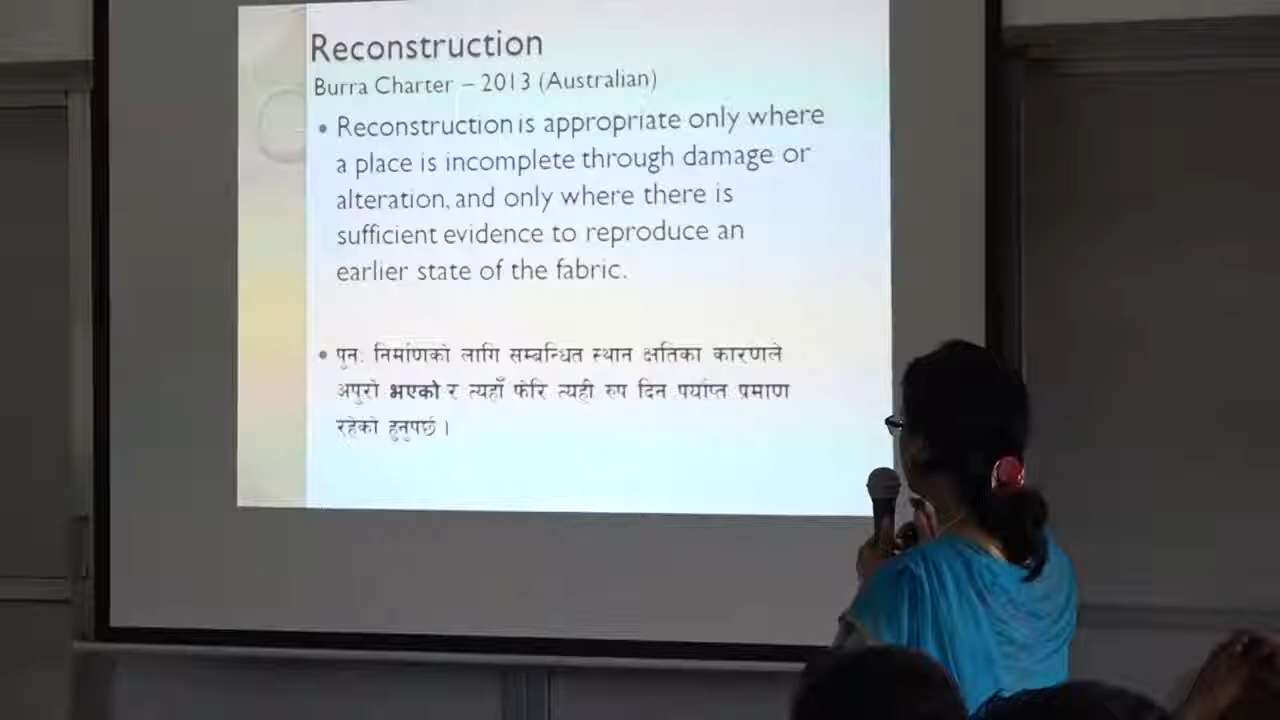 Reconstruction
Burra Charter – 2013 (Australian)
• Reconstruction is appropriate only where
a place is incomplete through damage or
alteration, and only where there is
sufficient evidence to reproduce an
earlier state of the fabric.
• पुन: निर्माणको लागि सम्बन्धित स्थान क्षतिका कारणले
अपुरो भएको र त्यहाँ फेरि त्यही रुप दिन पर्याप्त प्रमाण
रहेको हुनुपर्छ ।